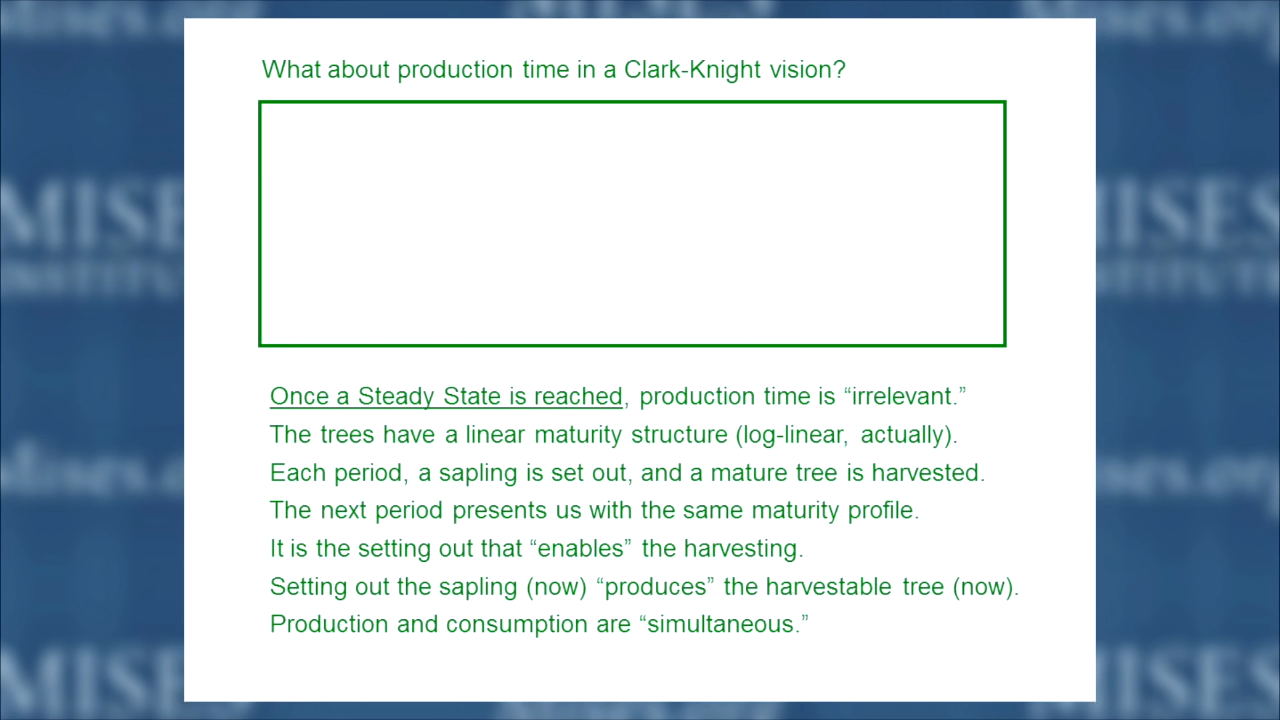 What about production time in a Clark-Knight vision?
Once a Steady State is reached, production time is “irrelevant.”
The trees have a linear maturity structure (log-linear, actually).
Each period, a sapling is set out, and a mature tree is harvested.
The next period presents us with the same maturity profile.
It is the setting out that “enables” the harvesting.
Setting out the sapling (now) “produces” the harvestable tree (now).
Production and consumption are “simultaneous.”